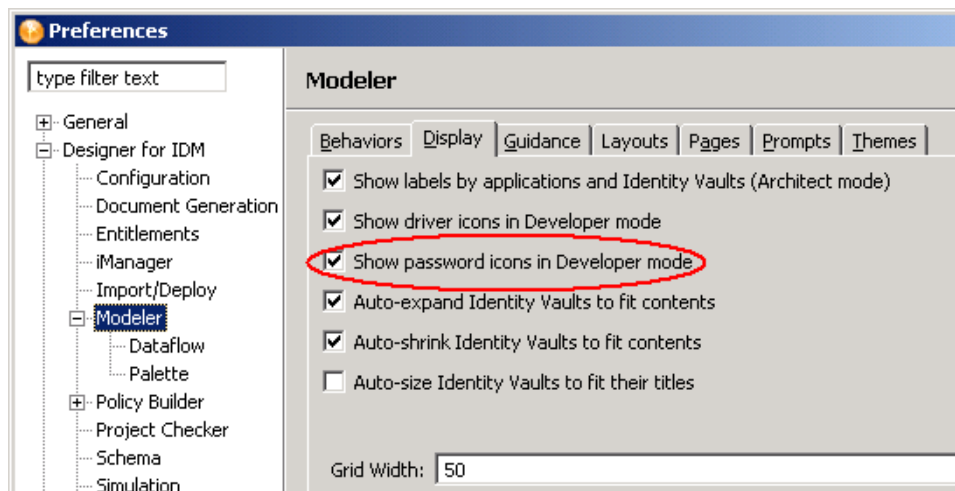 Preferences
type filter text
General
Designer for IDM
Configuration
Document Generation
Entitlements
iManager
Import/Deploy
Modeler
Dataflow
Palette
Policy Builder
Project Checker
Schema
Simulation
Modeler
Behaviors Display Guidance Layouts Pages Prompts Themes
Show labels by applications and Identity Vaults (Architect mode)
Show driver icons in Developer mode
Show password icons in Developer mode
Auto-expand Identity Vaults to fit contents
Auto-shrink Identity Vaults to fit contents
Auto-size Identity Vaults to fit their titles
Grid Width: 50